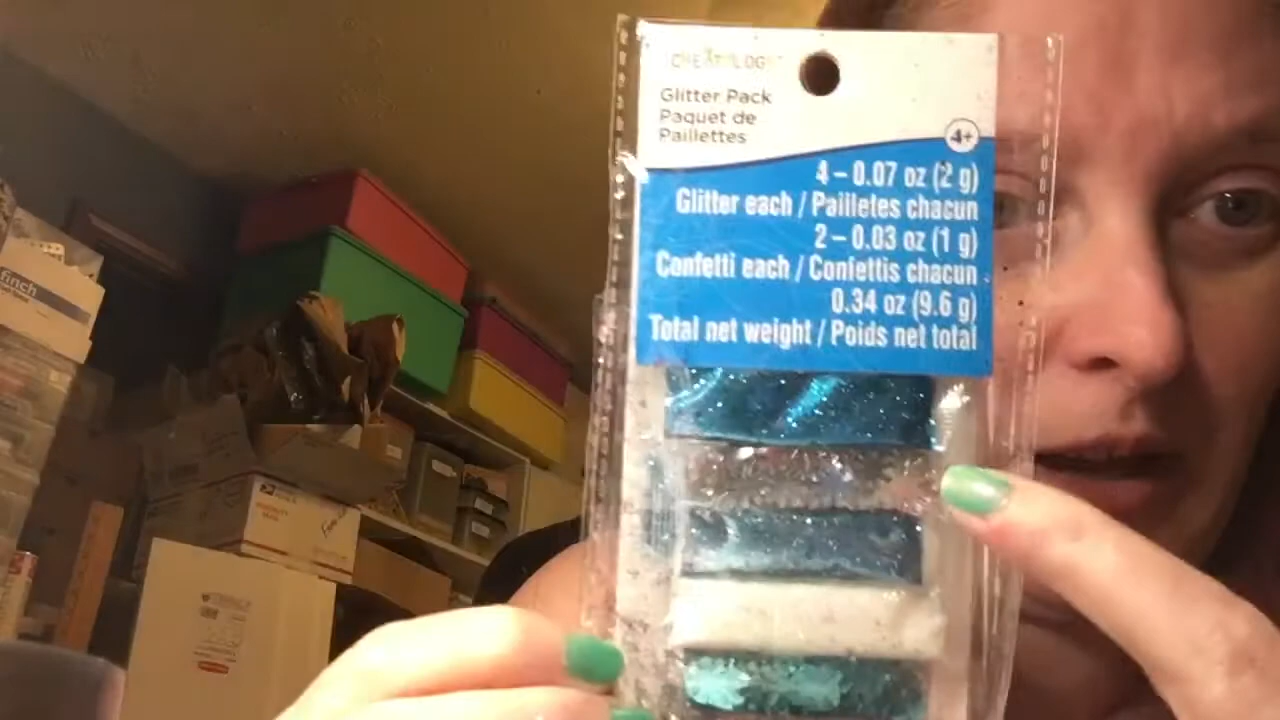 Glitter Pack
Paquet de
Paillettes
4+
4 – 0.07 oz (2 g)
Glitter each / Pailletes chacun
2 – 0.03 oz (1 g)
Confetti each / Confettis chacun
0.34 oz (9.6 g)
Total net weight / Poids net total
finch